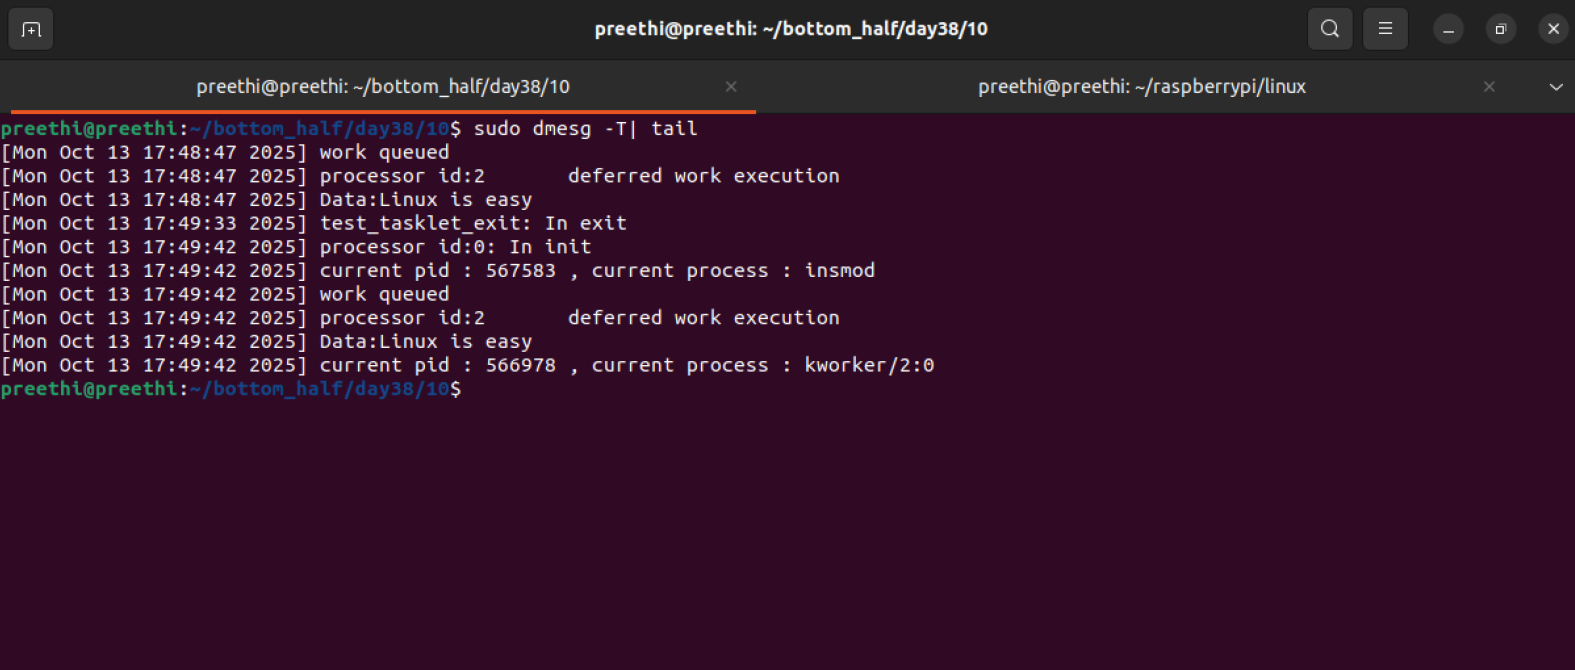 preethi@preethi: ~/bottom_half/day38/10
preethi@preethi: ~/bottom_half/day38/10
preethi@preethi: ~/raspberrypi/linux
preethi@preethi:~/bottom_half/day38/10$ sudo dmesg -T| tail
[Mon Oct 13 17:48:47 2025] work queued
[Mon Oct 13 17:48:47 2025] processor id:2       deferred work execution
[Mon Oct 13 17:48:47 2025] Data:Linux is easy
[Mon Oct 13 17:49:33 2025] test_tasklet_exit: In exit
[Mon Oct 13 17:49:42 2025] processor id:0: In init
[Mon Oct 13 17:49:42 2025] current pid : 567583 , current process : insmod
[Mon Oct 13 17:49:42 2025] work queued
[Mon Oct 13 17:49:42 2025] processor id:2       deferred work execution
[Mon Oct 13 17:49:42 2025] Data:Linux is easy
[Mon Oct 13 17:49:42 2025] current pid : 566978 , current process : kworker/2:0
preethi@preethi:~/bottom_half/day38/10$